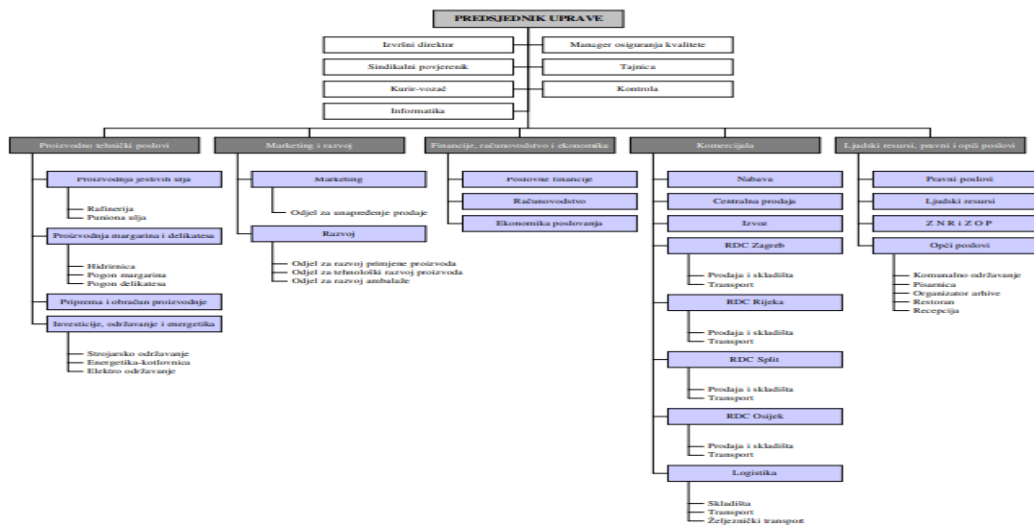 PREDSJEDNIK UPRAVE
Izvršni direktor
Manager osiguranja kvalitete
Sindikalni povjerenik
Tajnica
Kurir-vozač
Kontrola
Informatika
Proizvodno tehnički poslovi
Proizvodnja jestivih ulja
Rafinerija
Puniona ulja
Proizvodnja margarina i delikatesa
Hidrirnica
Pogon margarina
Pogon delikatesa
Priprema i obračun proizvodnje
Investicije, održavanje i energetika
Strojarsko održavanje
Energetika-kotlovnica
Elektro održavanje
Marketing i razvoj
Marketing
Odjel za unapređenje prodaje
Razvoj
Odjel za razvoj primjene proizvoda
Odjel za tehnološki razvoj proizvoda
Odjel za razvoj ambalaže
Financije, računovodstvo i ekonomika
Poslovne financije
Računovodstvo
Ekonomika poslovanja
Komercijala
Nabava
Centralna prodaja
Izvoz
RDC Zagreb
Prodaja i skladišta
Transport
RDC Rijeka
Prodaja i skladišta
Transport
RDC Split
Prodaja i skladišta
Transport
RDC Osijek
Prodaja i skladišta
Transport
Logistika
Skladišta
Transport
Željeznički transport
Ljudski resursi, pravni i opći poslovi
Pravni poslovi
Ljudski resursi
Z N R i Z O P
Opći poslovi
Komunalno održavanje
Pisarnica
Organizator arhive
Restoran
Recepcija